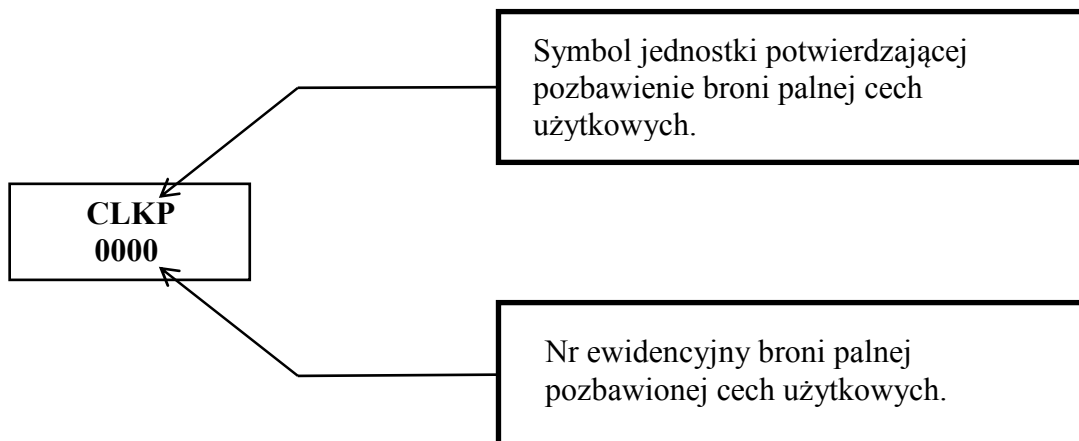 Symbol jednostki potwierdzającej
pozbawienie broni palnej cech
użytkowych.
CLKP
0000
Nr ewidencyjny broni palnej
pozbawionej cech użytkowych.